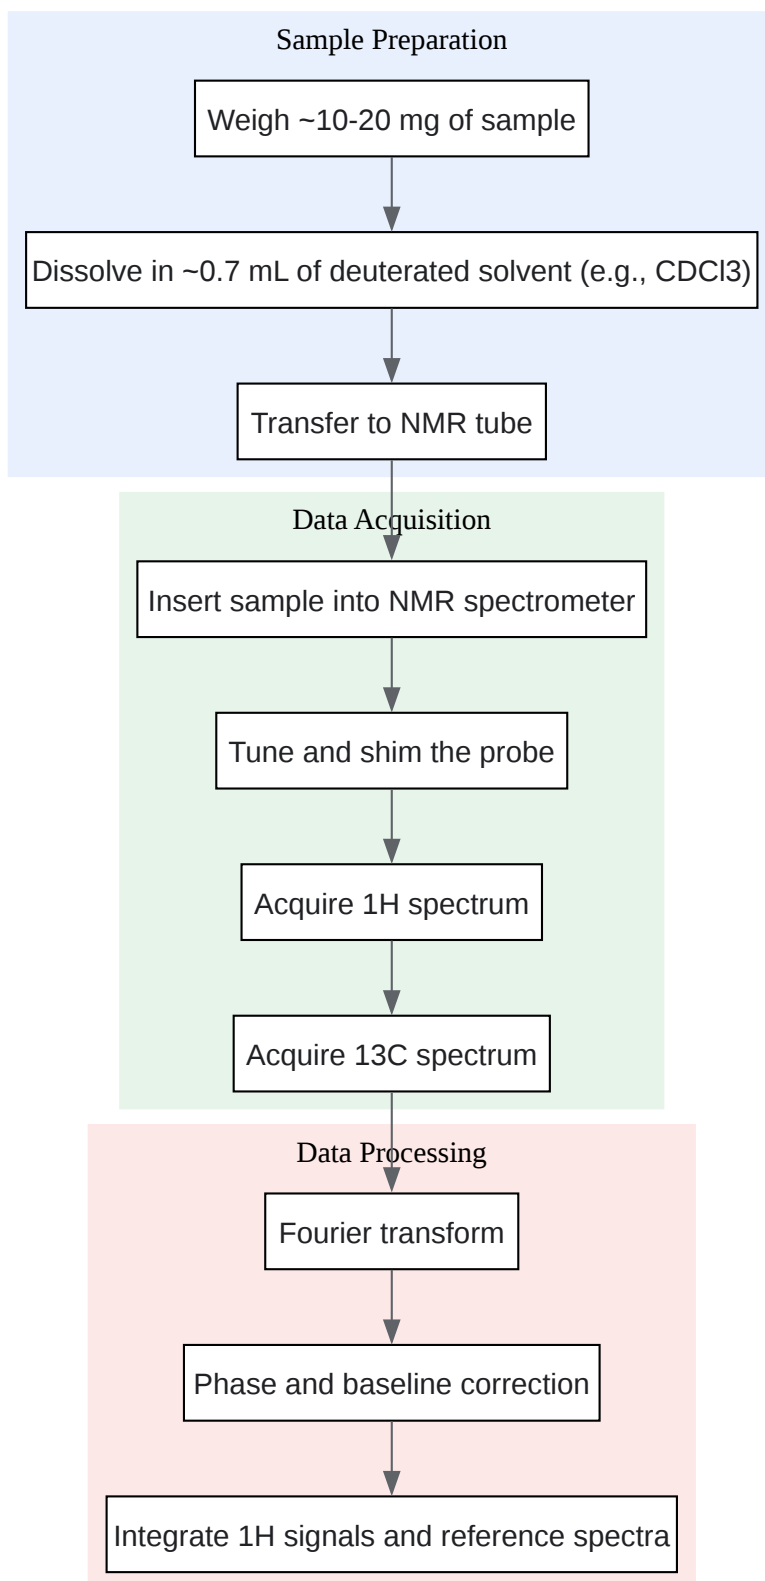 Sample Preparation
Weigh ~10-20 mg of sample
Dissolve in ~0.7 mL of deuterated solvent (e.g., CDCl3)
Transfer to NMR tube
Data Acquisition
Insert sample into NMR spectrometer
Tune and shim the probe
Acquire 1H spectrum
Acquire 13C spectrum
Data Processing
Fourier transform
Phase and baseline correction
Integrate 1H signals and reference spectra